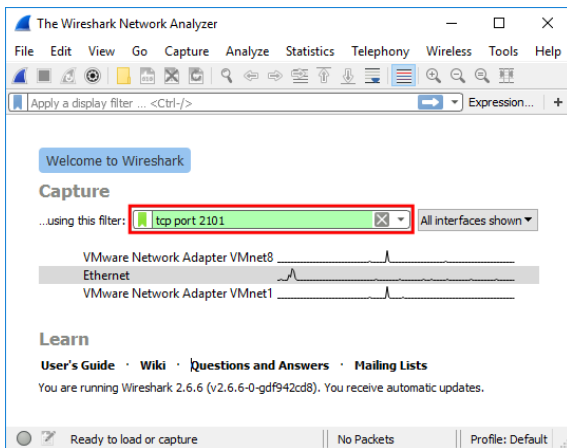 The Wireshark Network Analyzer
File Edit View Go Capture Analyze Statistics Telephony Wireless Tools Help
Apply a display filter ... <Ctrl-/> Expression... +
Welcome to Wireshark
Capture
...using this filter: tcp port 2101 All interfaces shown
VMware Network Adapter VMnet8
Ethernet
VMware Network Adapter VMnet1
Learn
User's Guide · Wiki · Questions and Answers · Mailing Lists
You are running Wireshark 2.6.6 (v2.6.6-0-gdf942cd8). You receive automatic updates.
Ready to load or capture No Packets Profile: Default